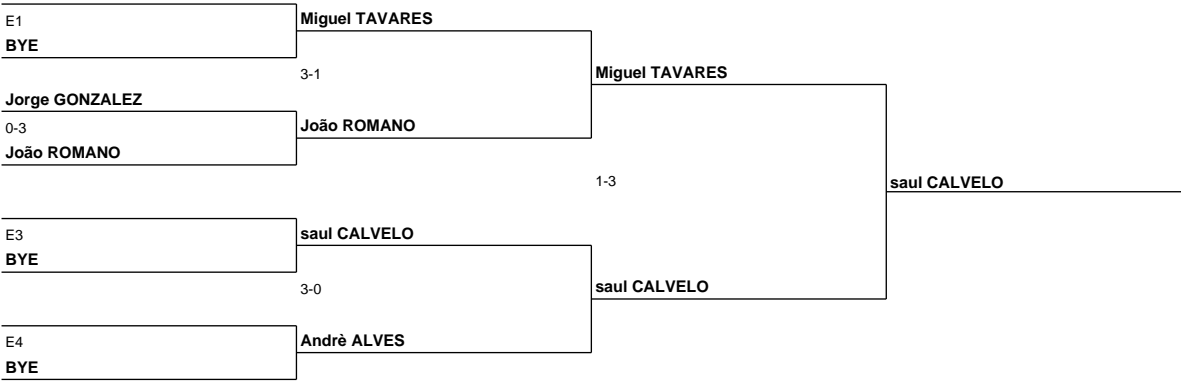 E1
BYE
Miguel TAVARES
3-1
Miguel TAVARES
Jorge GONZALEZ
0-3
João ROMANO
João ROMANO
1-3
saul CALVELO
E3
BYE
saul CALVELO
3-0
saul CALVELO
E4
BYE
Andrè ALVES